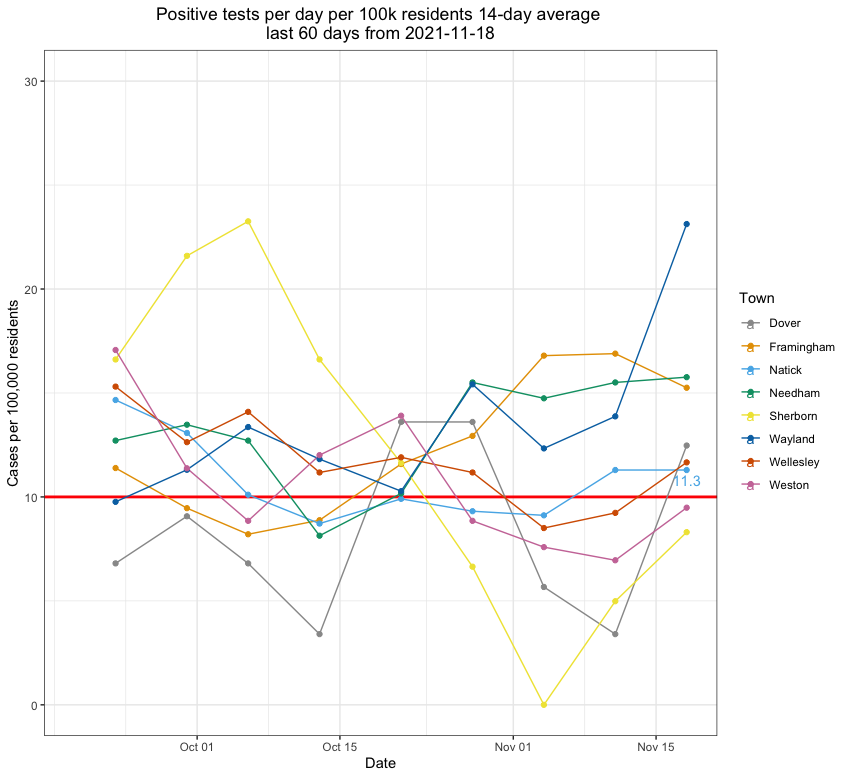 Positive tests per day per 100k residents 14-day average
last 60 days from 2021-11-18
Cases per 100,000 residents
30
20
10
0
11.3
Oct 01
Oct 15
Nov 01
Nov 15
Date
Town
a Dover
a Framingham
a Natick
a Needham
a Sherborn
a Wayland
a Wellesley
a Weston